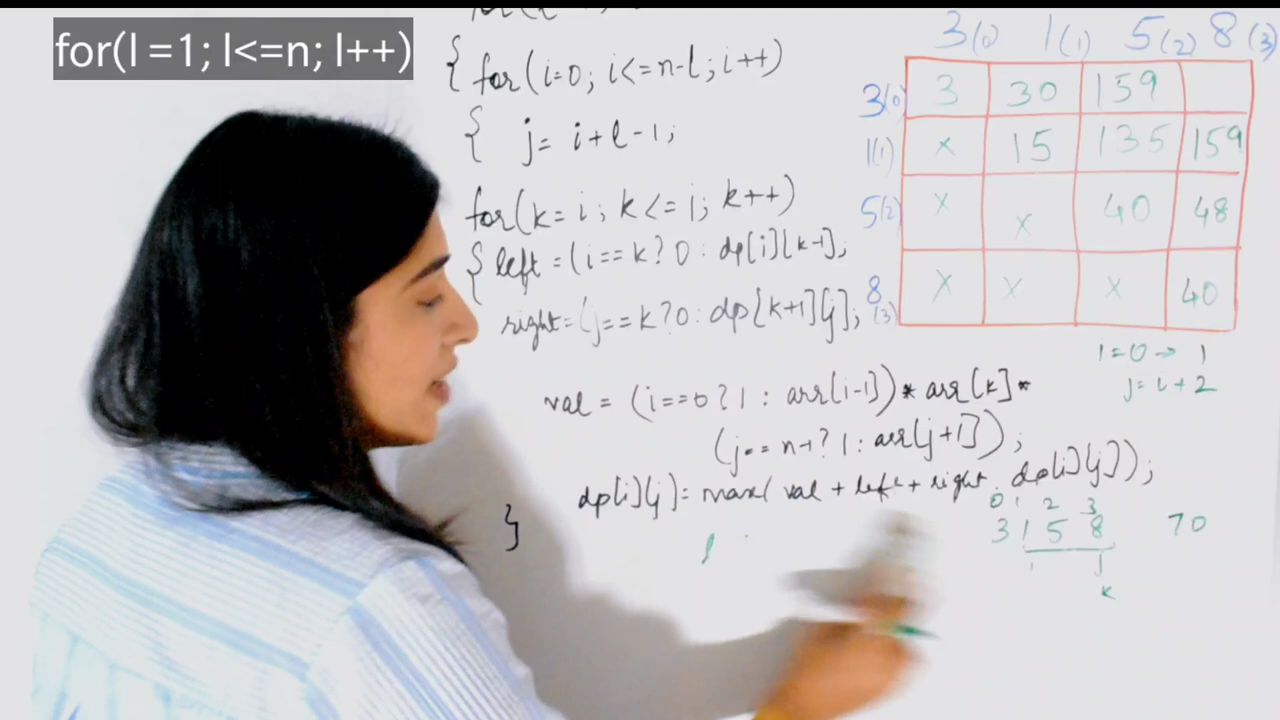 for(l =1; l<=n; l++)
{ for(i=0; i<=n-l; i++)
{ j= i+l-1;
for(k= i; k<=j; k++)
{ left = (i==k?0: dp[i][k-1];
right= (j==k?0: dp[k+1][j];
val = (i==0?1: arr[i-1]) * arr[k] *
(j==n-1?1: arr[j+1]);
dp[i][j]= max( val + left + right, dp[i][j]);
}
l
3(0) 1(1) 5(2) 8(3)
3(0) 3 30 159
1(1) x 15 135 159
5(2) x x 40 48
8(3) x x x 40
i=0 → 1
j= i+2
0 1 2 3
3 1 5 8 70
i j
k